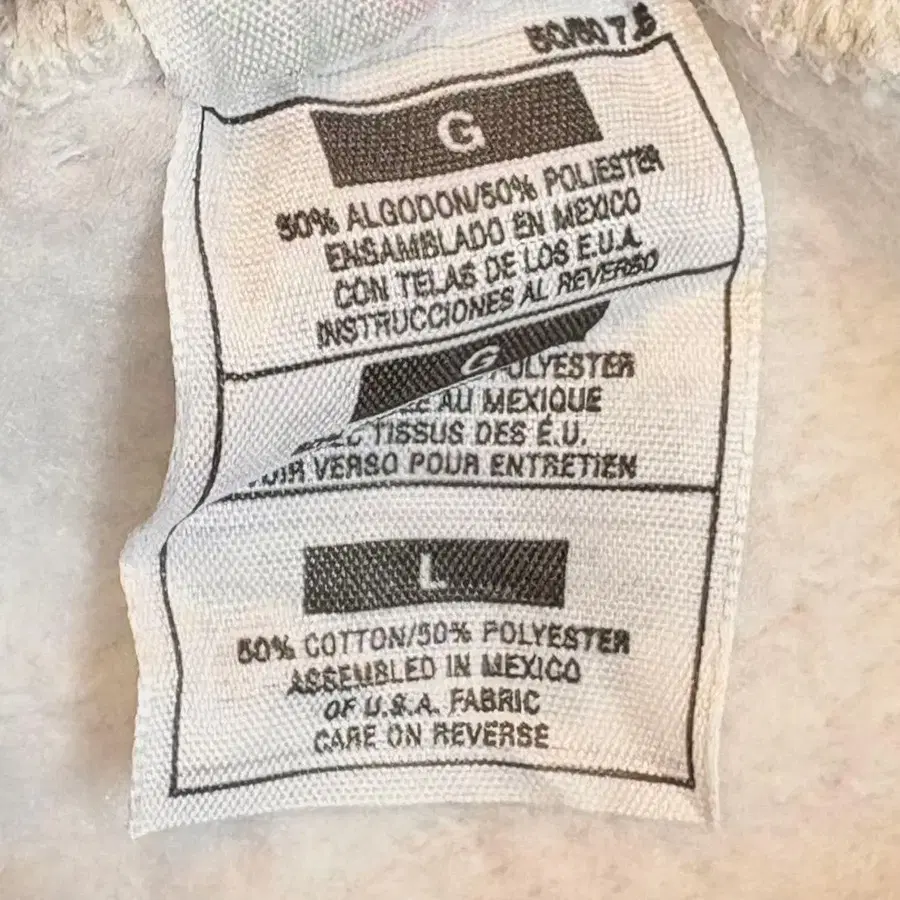 50/50 7.5
G
50% ALGODON/50% POLIESTER
ENSAMBLADO EN MEXICO
CON TELAS DE LOS E.U.A.
INSTRUCCIONES AL REVERSO
G
POLYESTER
AU MEXIQUE
TISSUS DES É.U.
VERSO POUR ENTRETIEN
L
50% COTTON/50% POLYESTER
ASSEMBLED IN MEXICO
OF U.S.A. FABRIC
CARE ON REVERSE